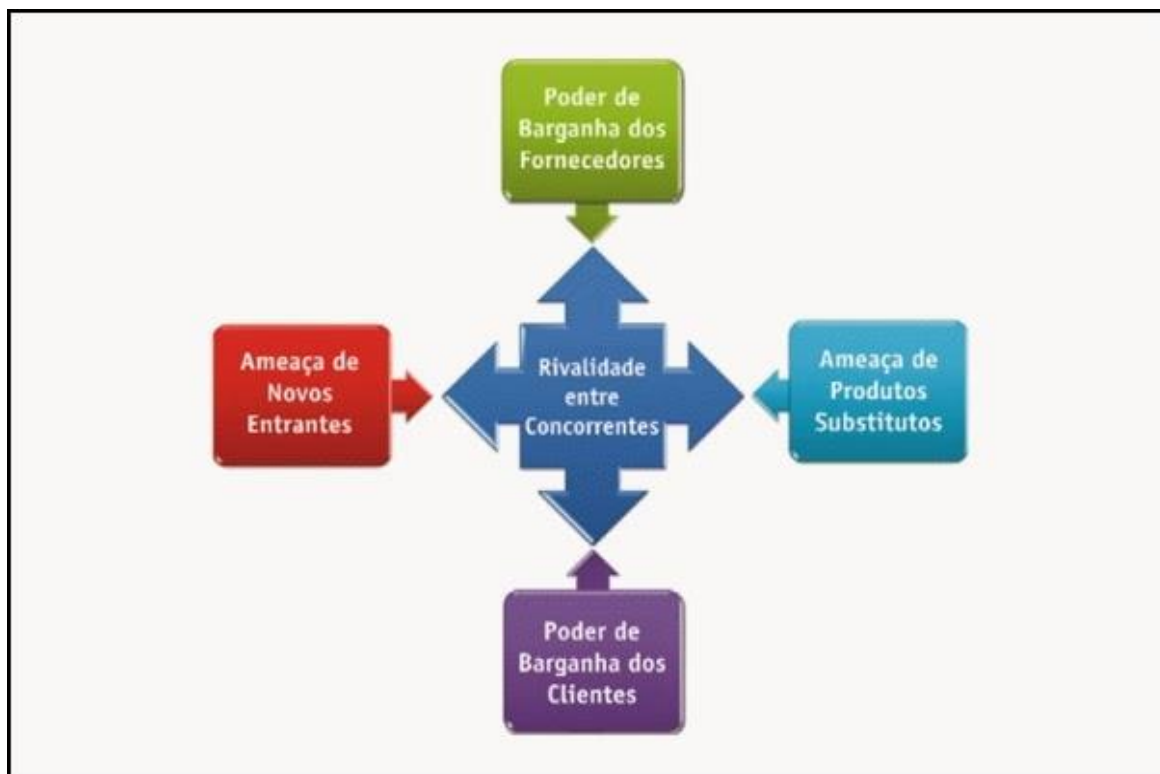 Poder de
Barganha dos
Fornecedores
Ameaça de
Novos
Entrantes
Rivalidade
entre
Concorrentes
Ameaça de
Produtos
Substitutos
Poder de
Barganha dos
Clientes